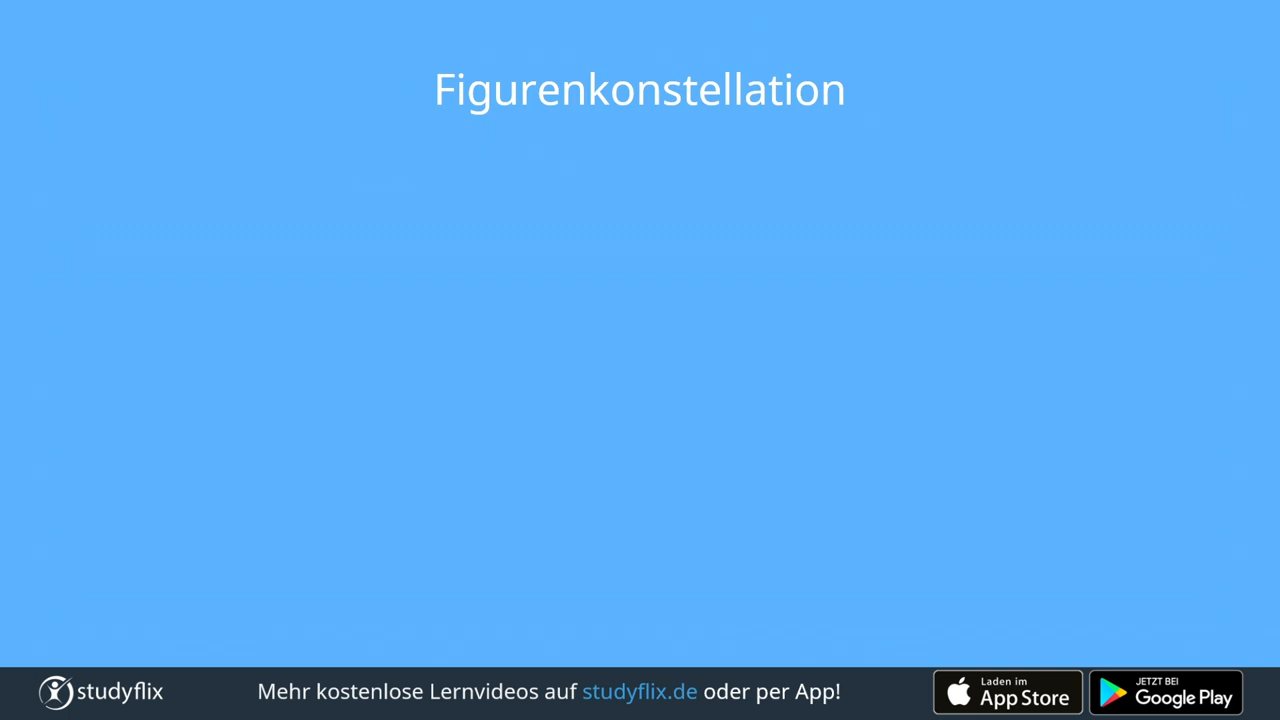 Figurenkonstellation
studyflix
Mehr kostenlose Lernvideos auf studyflix.de oder per App!
Laden im
App Store
JETZT BEI
Google Play